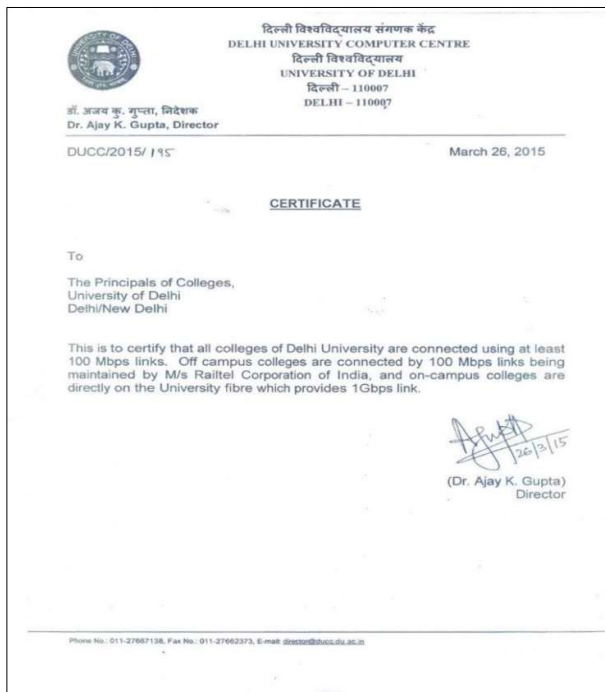 दिल्ली विश्वविद्यालय संगणक केंद्र
DELHI UNIVERSITY COMPUTER CENTRE
दिल्ली विश्वविद्यालय
UNIVERSITY OF DELHI
दिल्ली – 110007
DELHI – 110007
UNIVERSITY OF DELHI
डॉ. अजय कु. गुप्ता, निदेशक
Dr. Ajay K. Gupta, Director
DUCC/2015/ 195
March 26, 2015
CERTIFICATE
To
The Principals of Colleges,
University of Delhi
Delhi/New Delhi
This is to certify that all colleges of Delhi University are connected using at least
100 Mbps links. Off campus colleges are connected by 100 Mbps links being
maintained by M/s Railtel Corporation of India, and on-campus colleges are
directly on the University fibre which provides 1Gbps link.
26/3/15
(Dr. Ajay K. Gupta)
Director
Phone No.: 011-27667138, Fax No.: 011-27662373, E-mail: director@ducc.du.ac.in